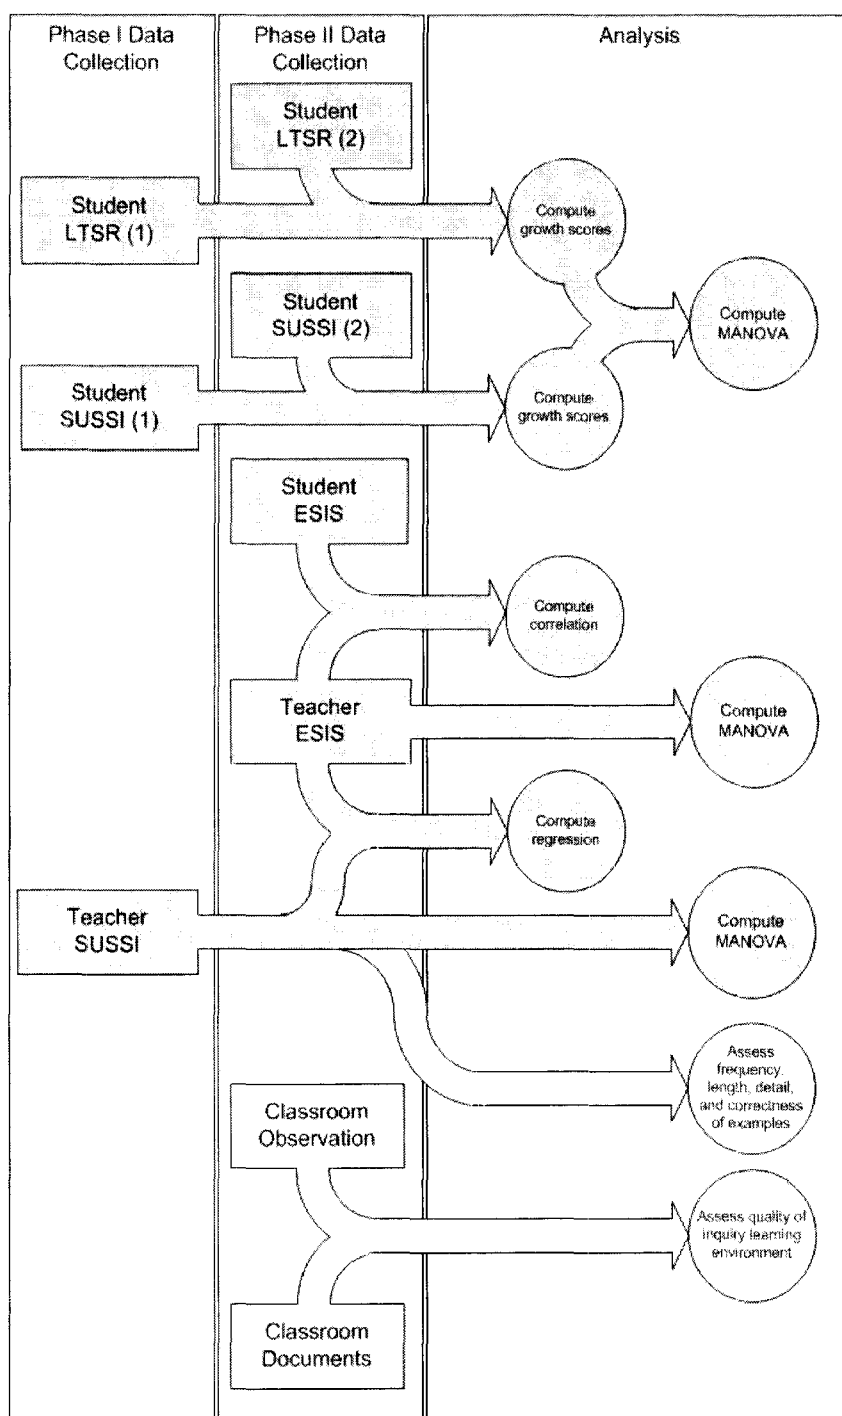 Phase I Data
Collection
Phase II Data
Collection
Analysis
Student
LTSR (2)
Student
LTSR (1)
Compute
growth scores
Student
SUSSI (2)
Compute
MANOVA
Student
SUSSI (1)
Compute
growth scores
Student
ESIS
Compute
correlation
Teacher
ESIS
Compute
MANOVA
Compute
regression
Teacher
SUSSI
Compute
MANOVA
Assess
frequency,
length, detail,
and correctness
of examples
Classroom
Observation
Assess quality of
inquiry learning
environment
Classroom
Documents